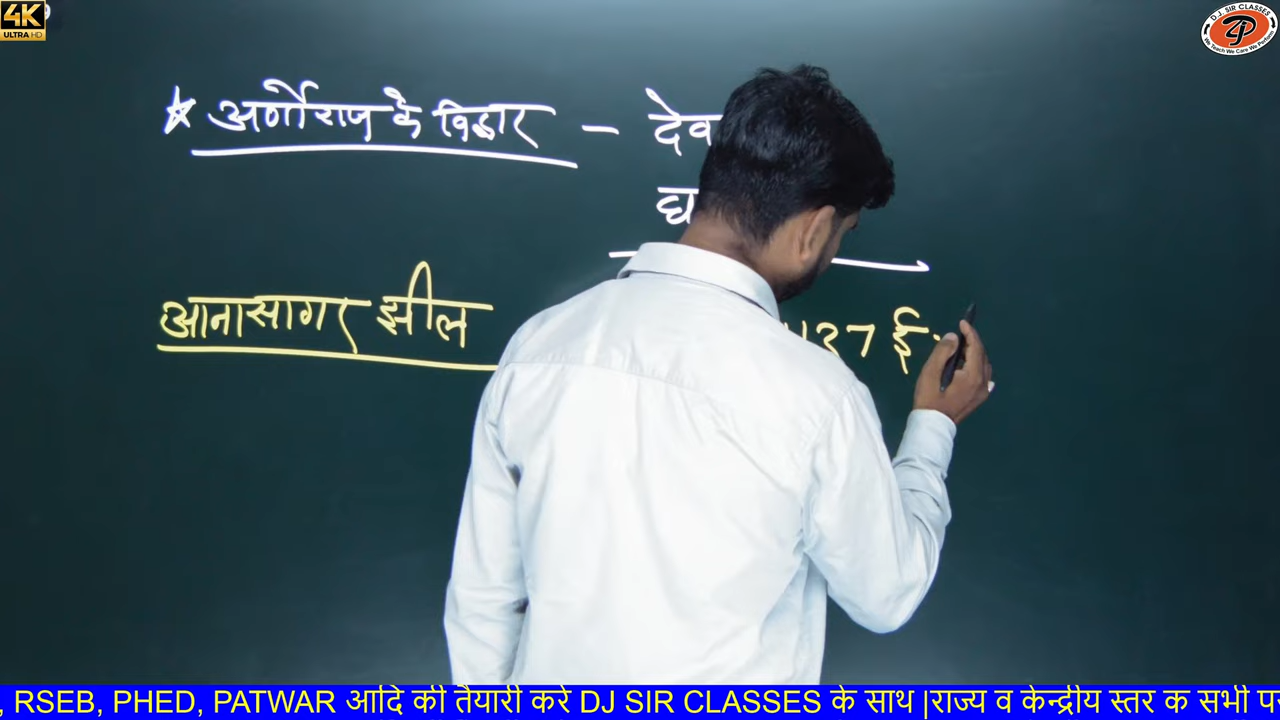 4K
ULTRA HD
D.J. SIR CLASSES
We Teach We Care We Perform
अर्णोराज के विद्वार - देव
आनासागर झील
1137 ई.
, RSEB, PHED, PATWAR आदि की तैयारी करे DJ SIR CLASSES के साथ |राज्य व केन्द्रीय स्तर क सभी प